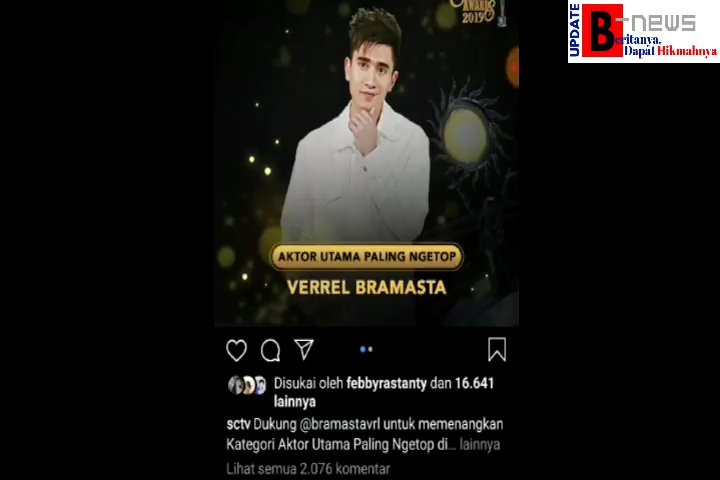 AWARDS
2019
UPDATE
B-news
Beritanya,
Dapat Hikmahnya
AKTOR UTAMA PALING NGETOP
VERREL BRAMASTA
Disukai oleh febbyrastanty dan 16.641
lainnya
sctv Dukung @bramastavrl untuk memenangkan
Kategori Aktor Utama Paling Ngetop di... lainnya
Lihat semua 2.076 komentar